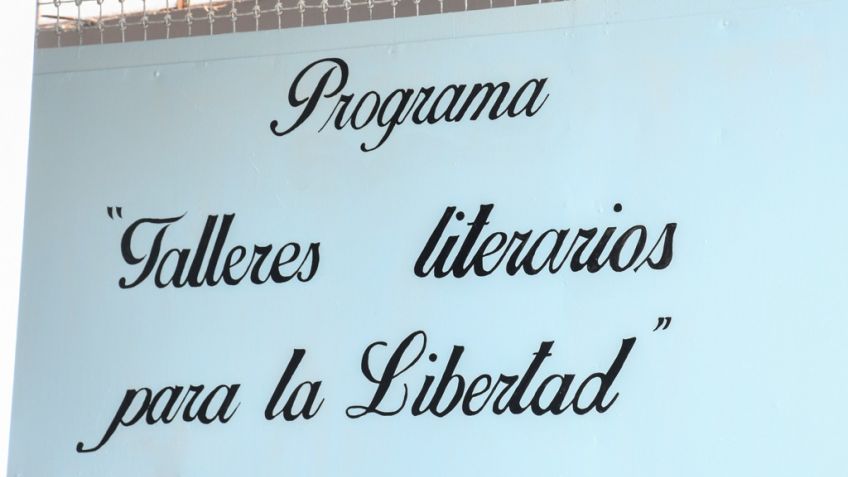 Programa
"Talleres literarios
para la Libertad"